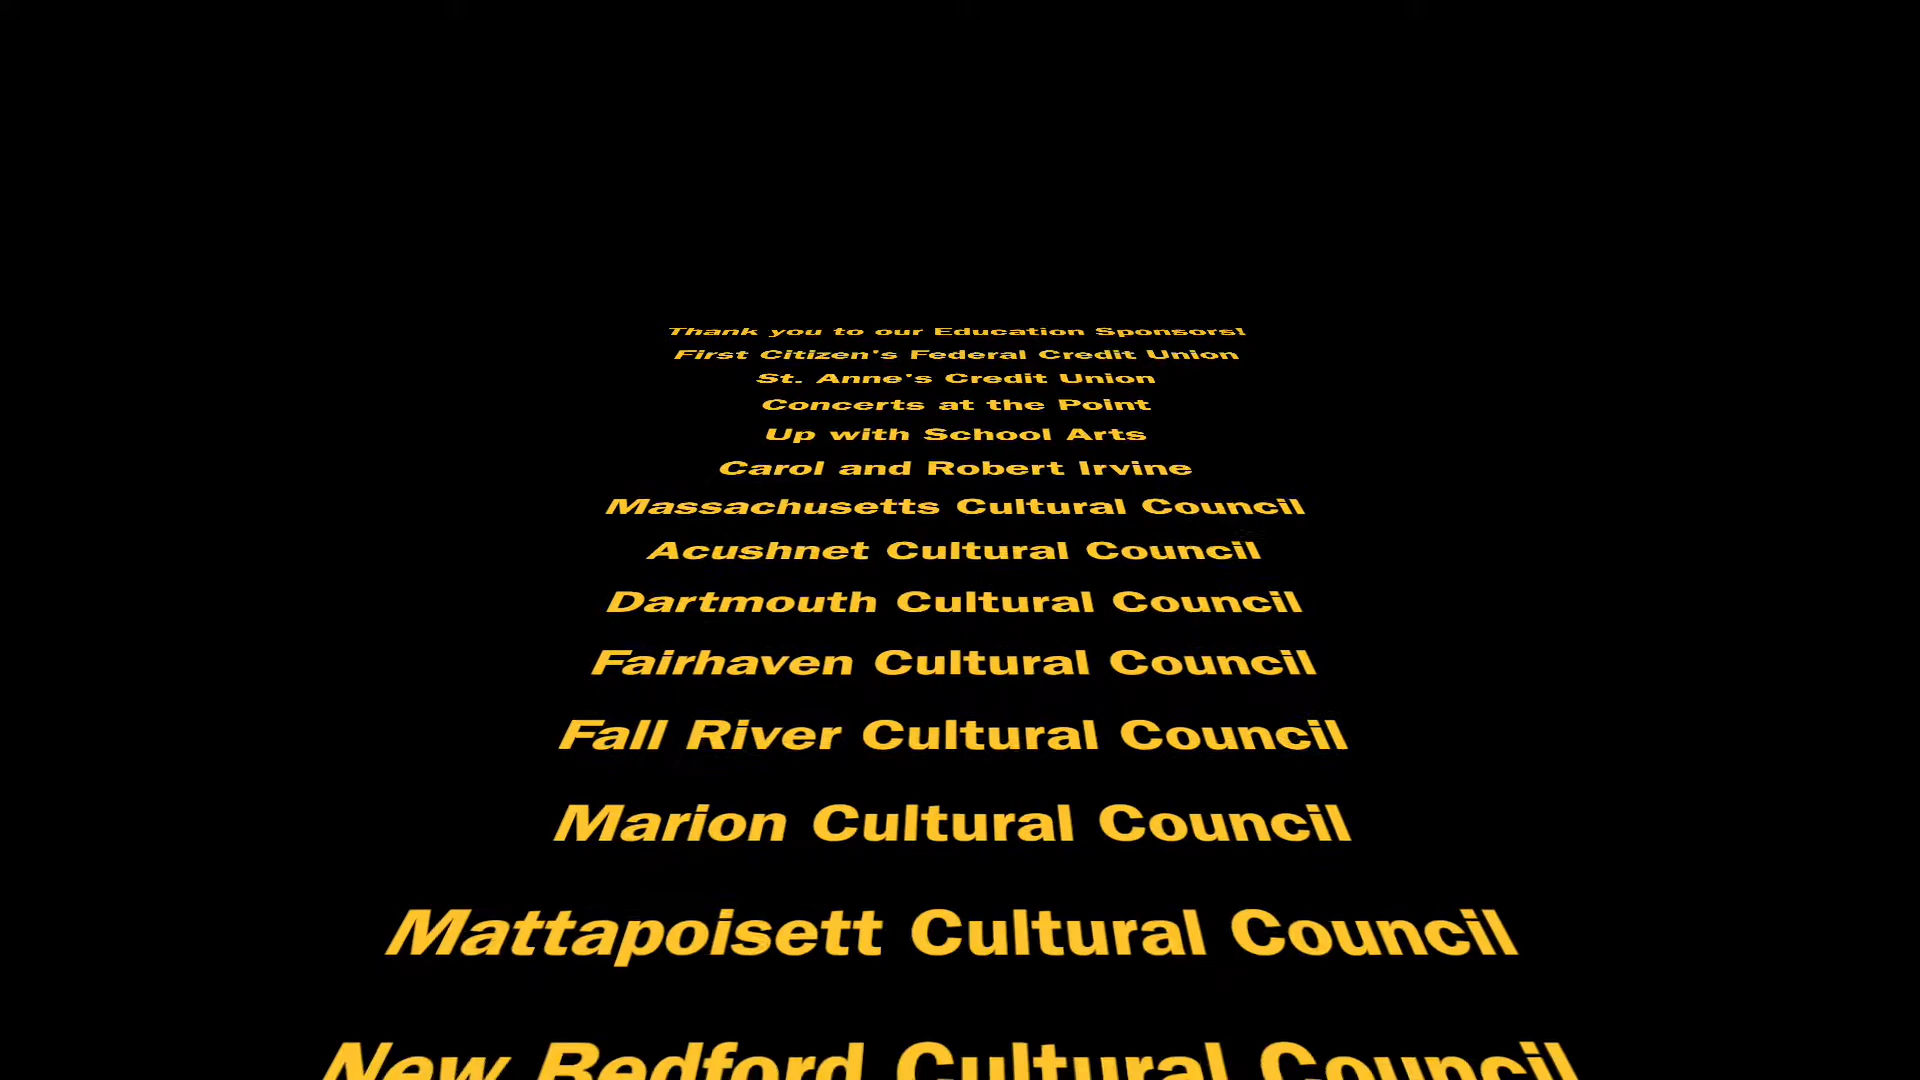 Thank you to our Education Sponsors!
First Citizen's Federal Credit Union
St. Anne's Credit Union
Concerts at the Point
Up with School Arts
Carol and Robert Irvine
Massachusetts Cultural Council
Acushnet Cultural Council
Dartmouth Cultural Council
Fairhaven Cultural Council
Fall River Cultural Council
Marion Cultural Council
Mattapoisett Cultural Council
New Bedford Cultural Council